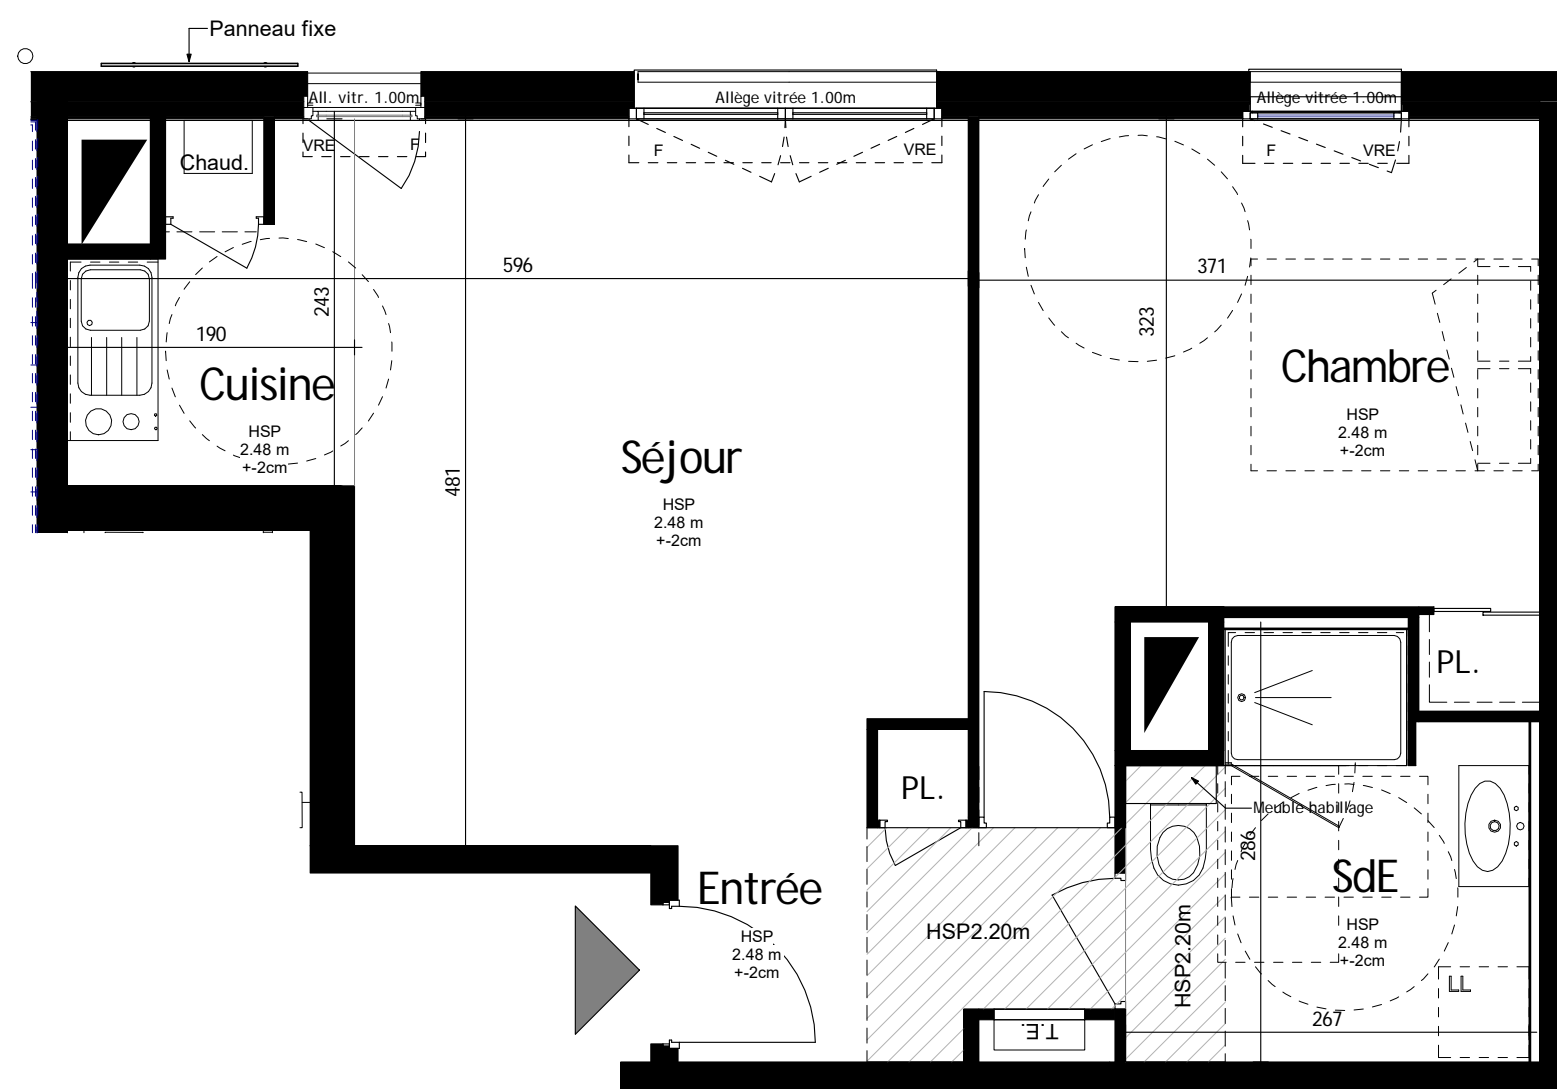 Panneau fixe
All. vitr. 1.00m
Allège vitrée 1.00m
Allège vitrée 1.00m
VRE
F
F
VRE
F
VRE
Chaud.
596
371
243
323
190
Cuisine
HSP
2.48 m
+-2cm
Séjour
HSP
2.48 m
+-2cm
481
Chambre
HSP
2.48 m
+-2cm
PL.
PL.
Meuble habillage
286
SdE
HSP
2.48 m
+-2cm
Entrée
HSP
2.48 m
+-2cm
HSP2.20m
HSP2.20m
LL
267
T.E.